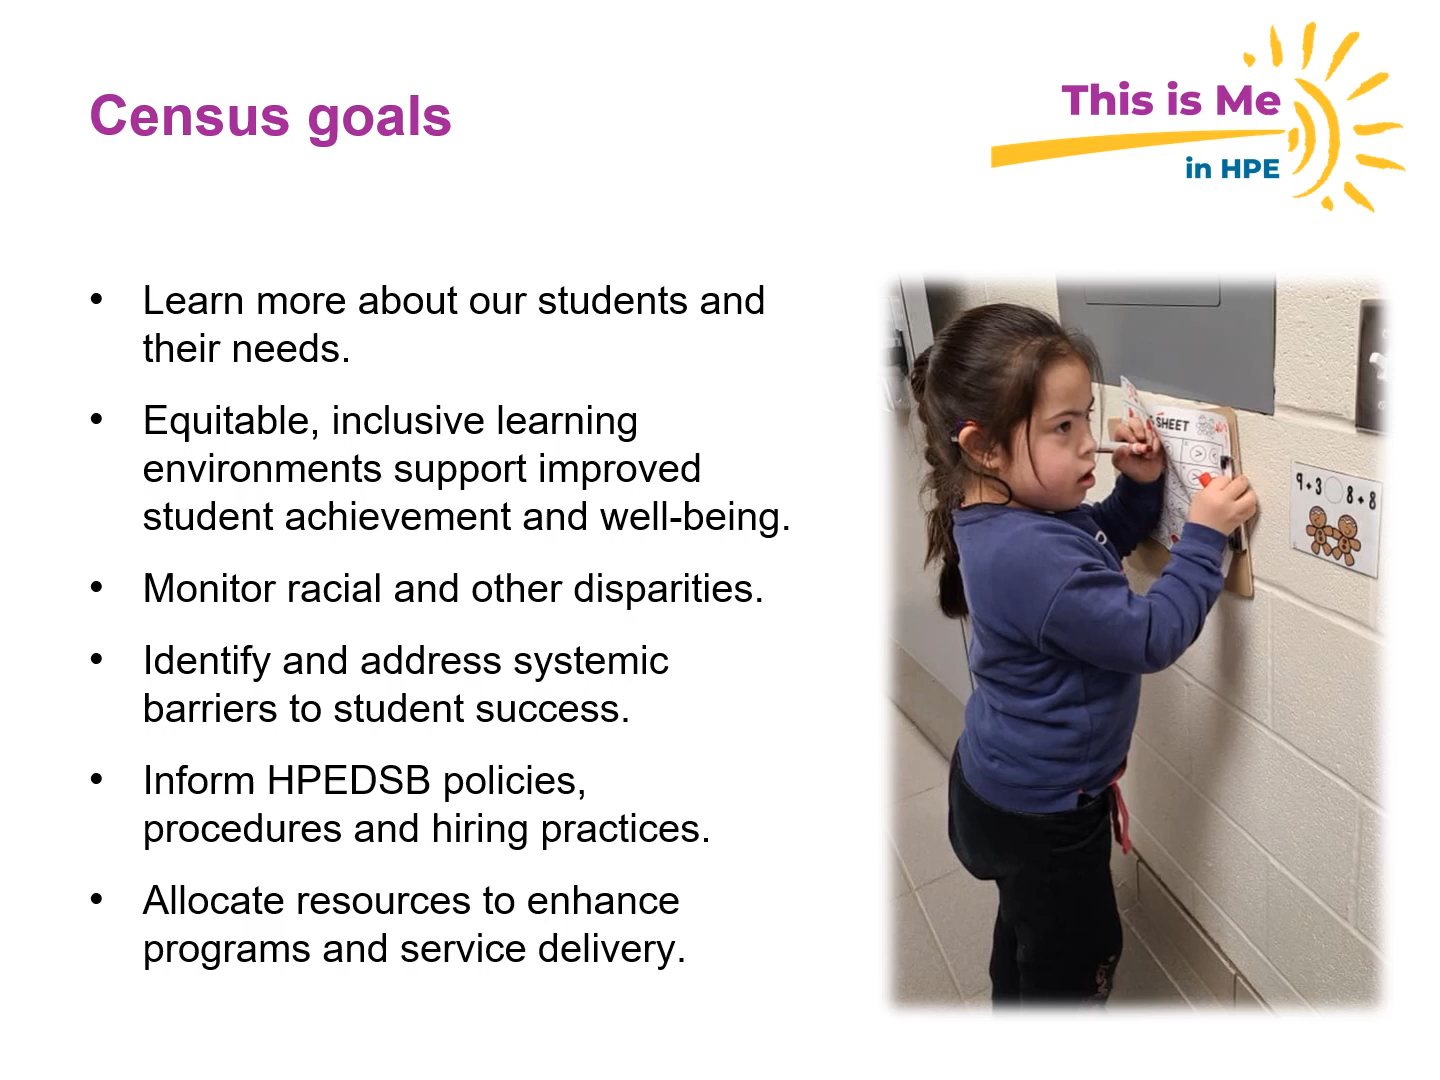 Census goals
This is Me
in HPE
• Learn more about our students and
their needs.
• Equitable, inclusive learning
environments support improved
student achievement and well-being.
• Monitor racial and other disparities.
• Identify and address systemic
barriers to student success.
• Inform HPEDSB policies,
procedures and hiring practices.
• Allocate resources to enhance
programs and service delivery.
SHEET
9+3 8+8